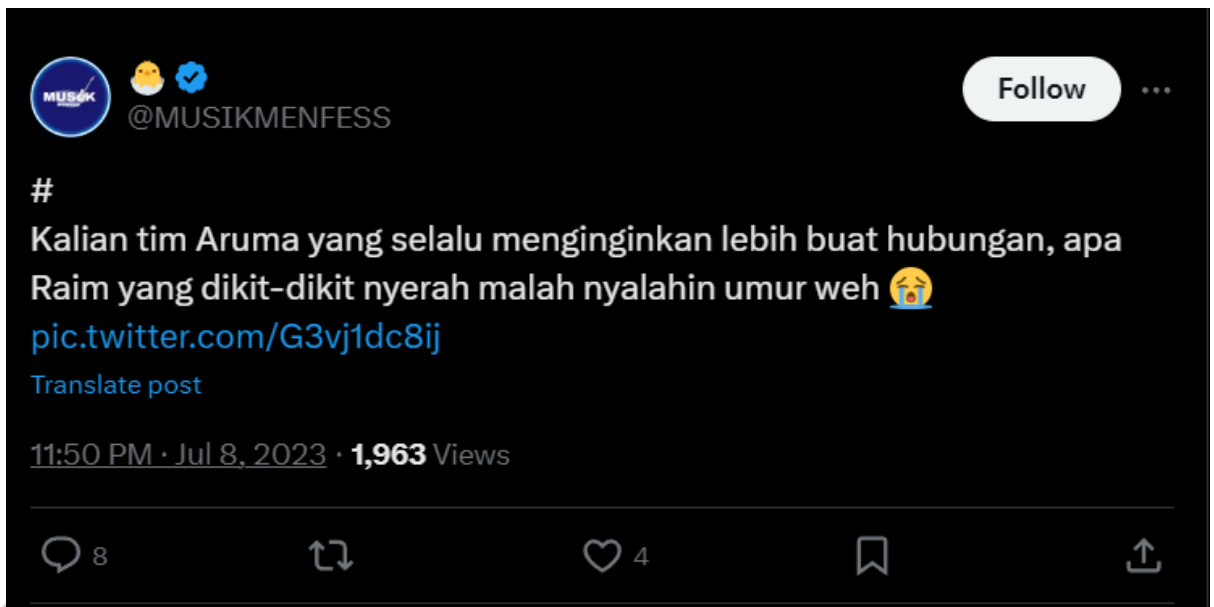 MUSIK
@MUSIKMENFESS
Follow
#
Kalian tim Aruma yang selalu menginginkan lebih buat hubungan, apa
Raim yang dikit-dikit nyerah malah nyalahin umur weh 😭
pic.twitter.com/G3vj1dc8ij
Translate post
11:50 PM · Jul 8, 2023 · 1,963 Views
8
4